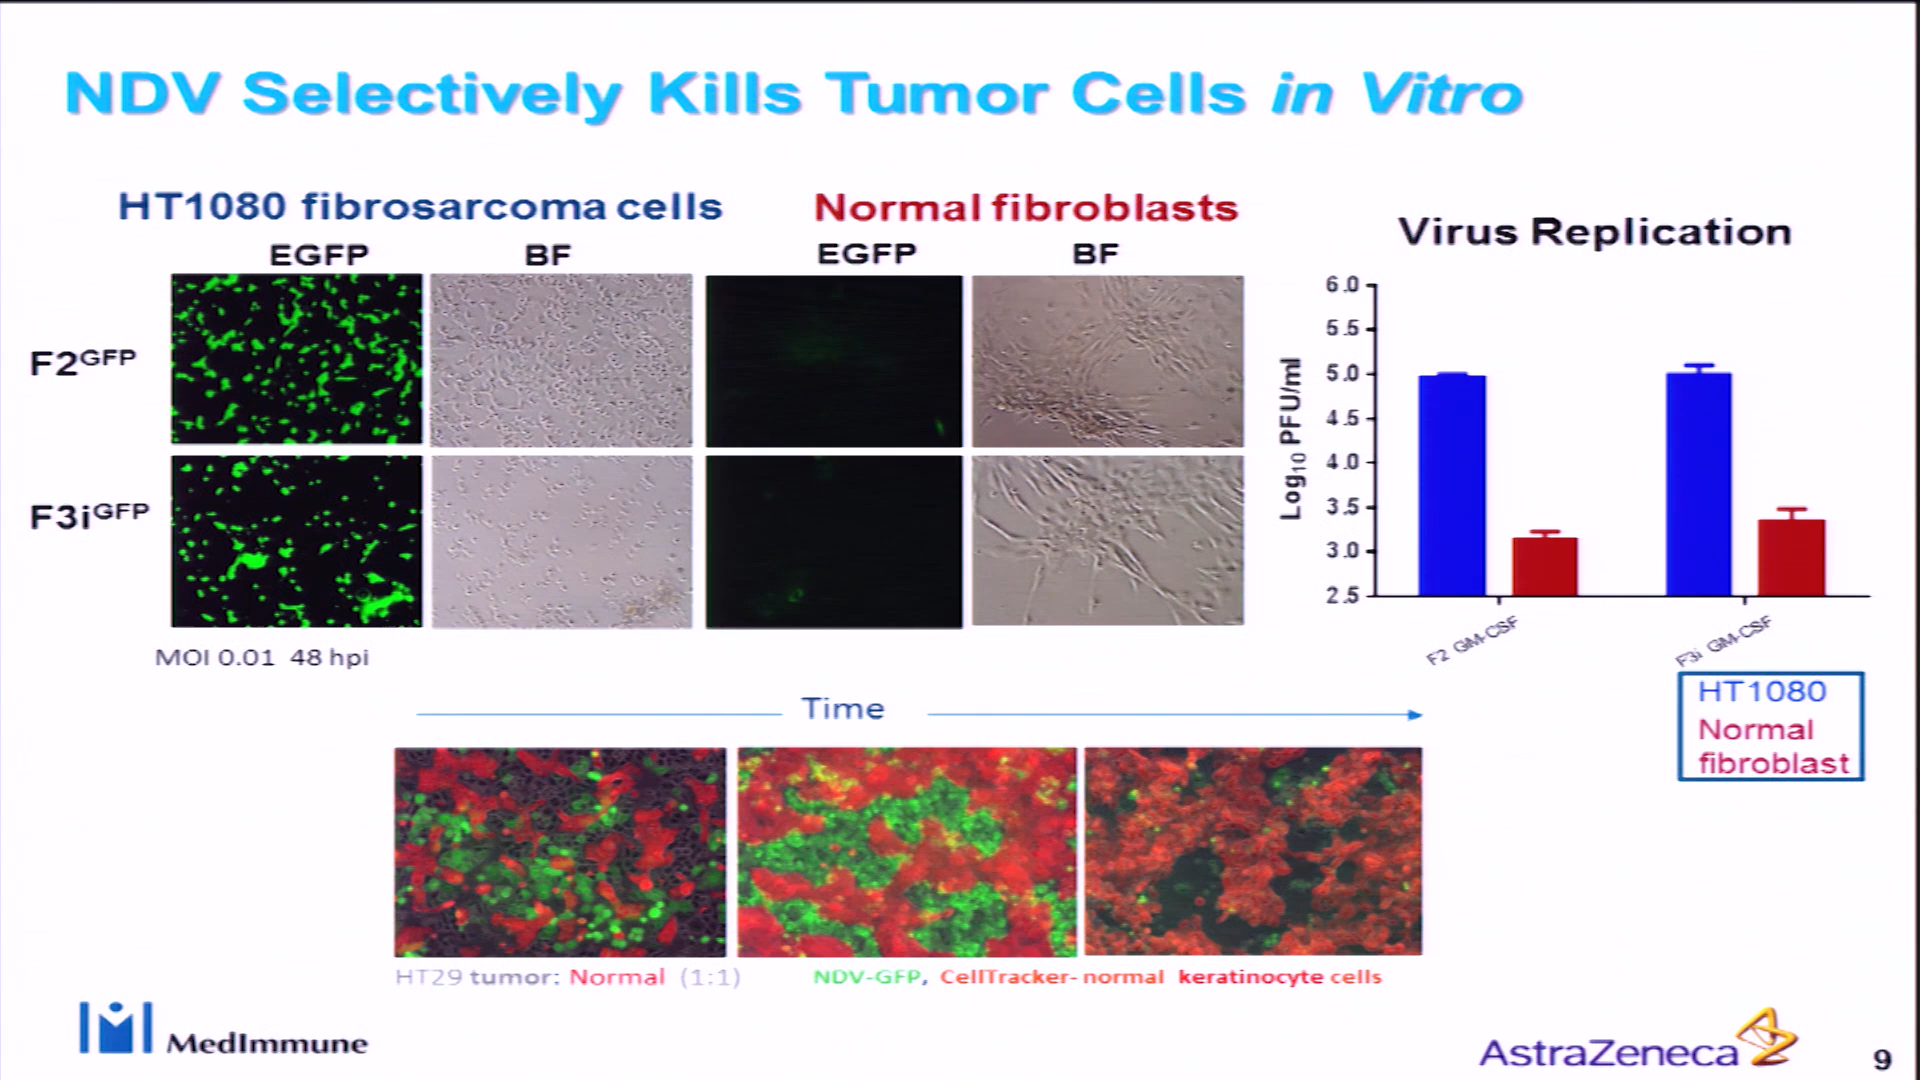 NDV Selectively Kills Tumor Cells in Vitro
HT1080 fibrosarcoma cells
Normal fibroblasts
EGFP
BF
EGFP
BF
F2GFP
F3iGFP
MOI 0.01 48 hpi
Virus Replication
Log10 PFU/ml
6.0
5.5
5.0
4.5
4.0
3.5
3.0
2.5
F2 GM-CSF
F3i GM-CSF
HT1080
Normal
fibroblast
Time
HT29 tumor: Normal (1:1)
NDV-GFP, CellTracker- normal keratinocyte cells
MedImmune
AstraZeneca
9